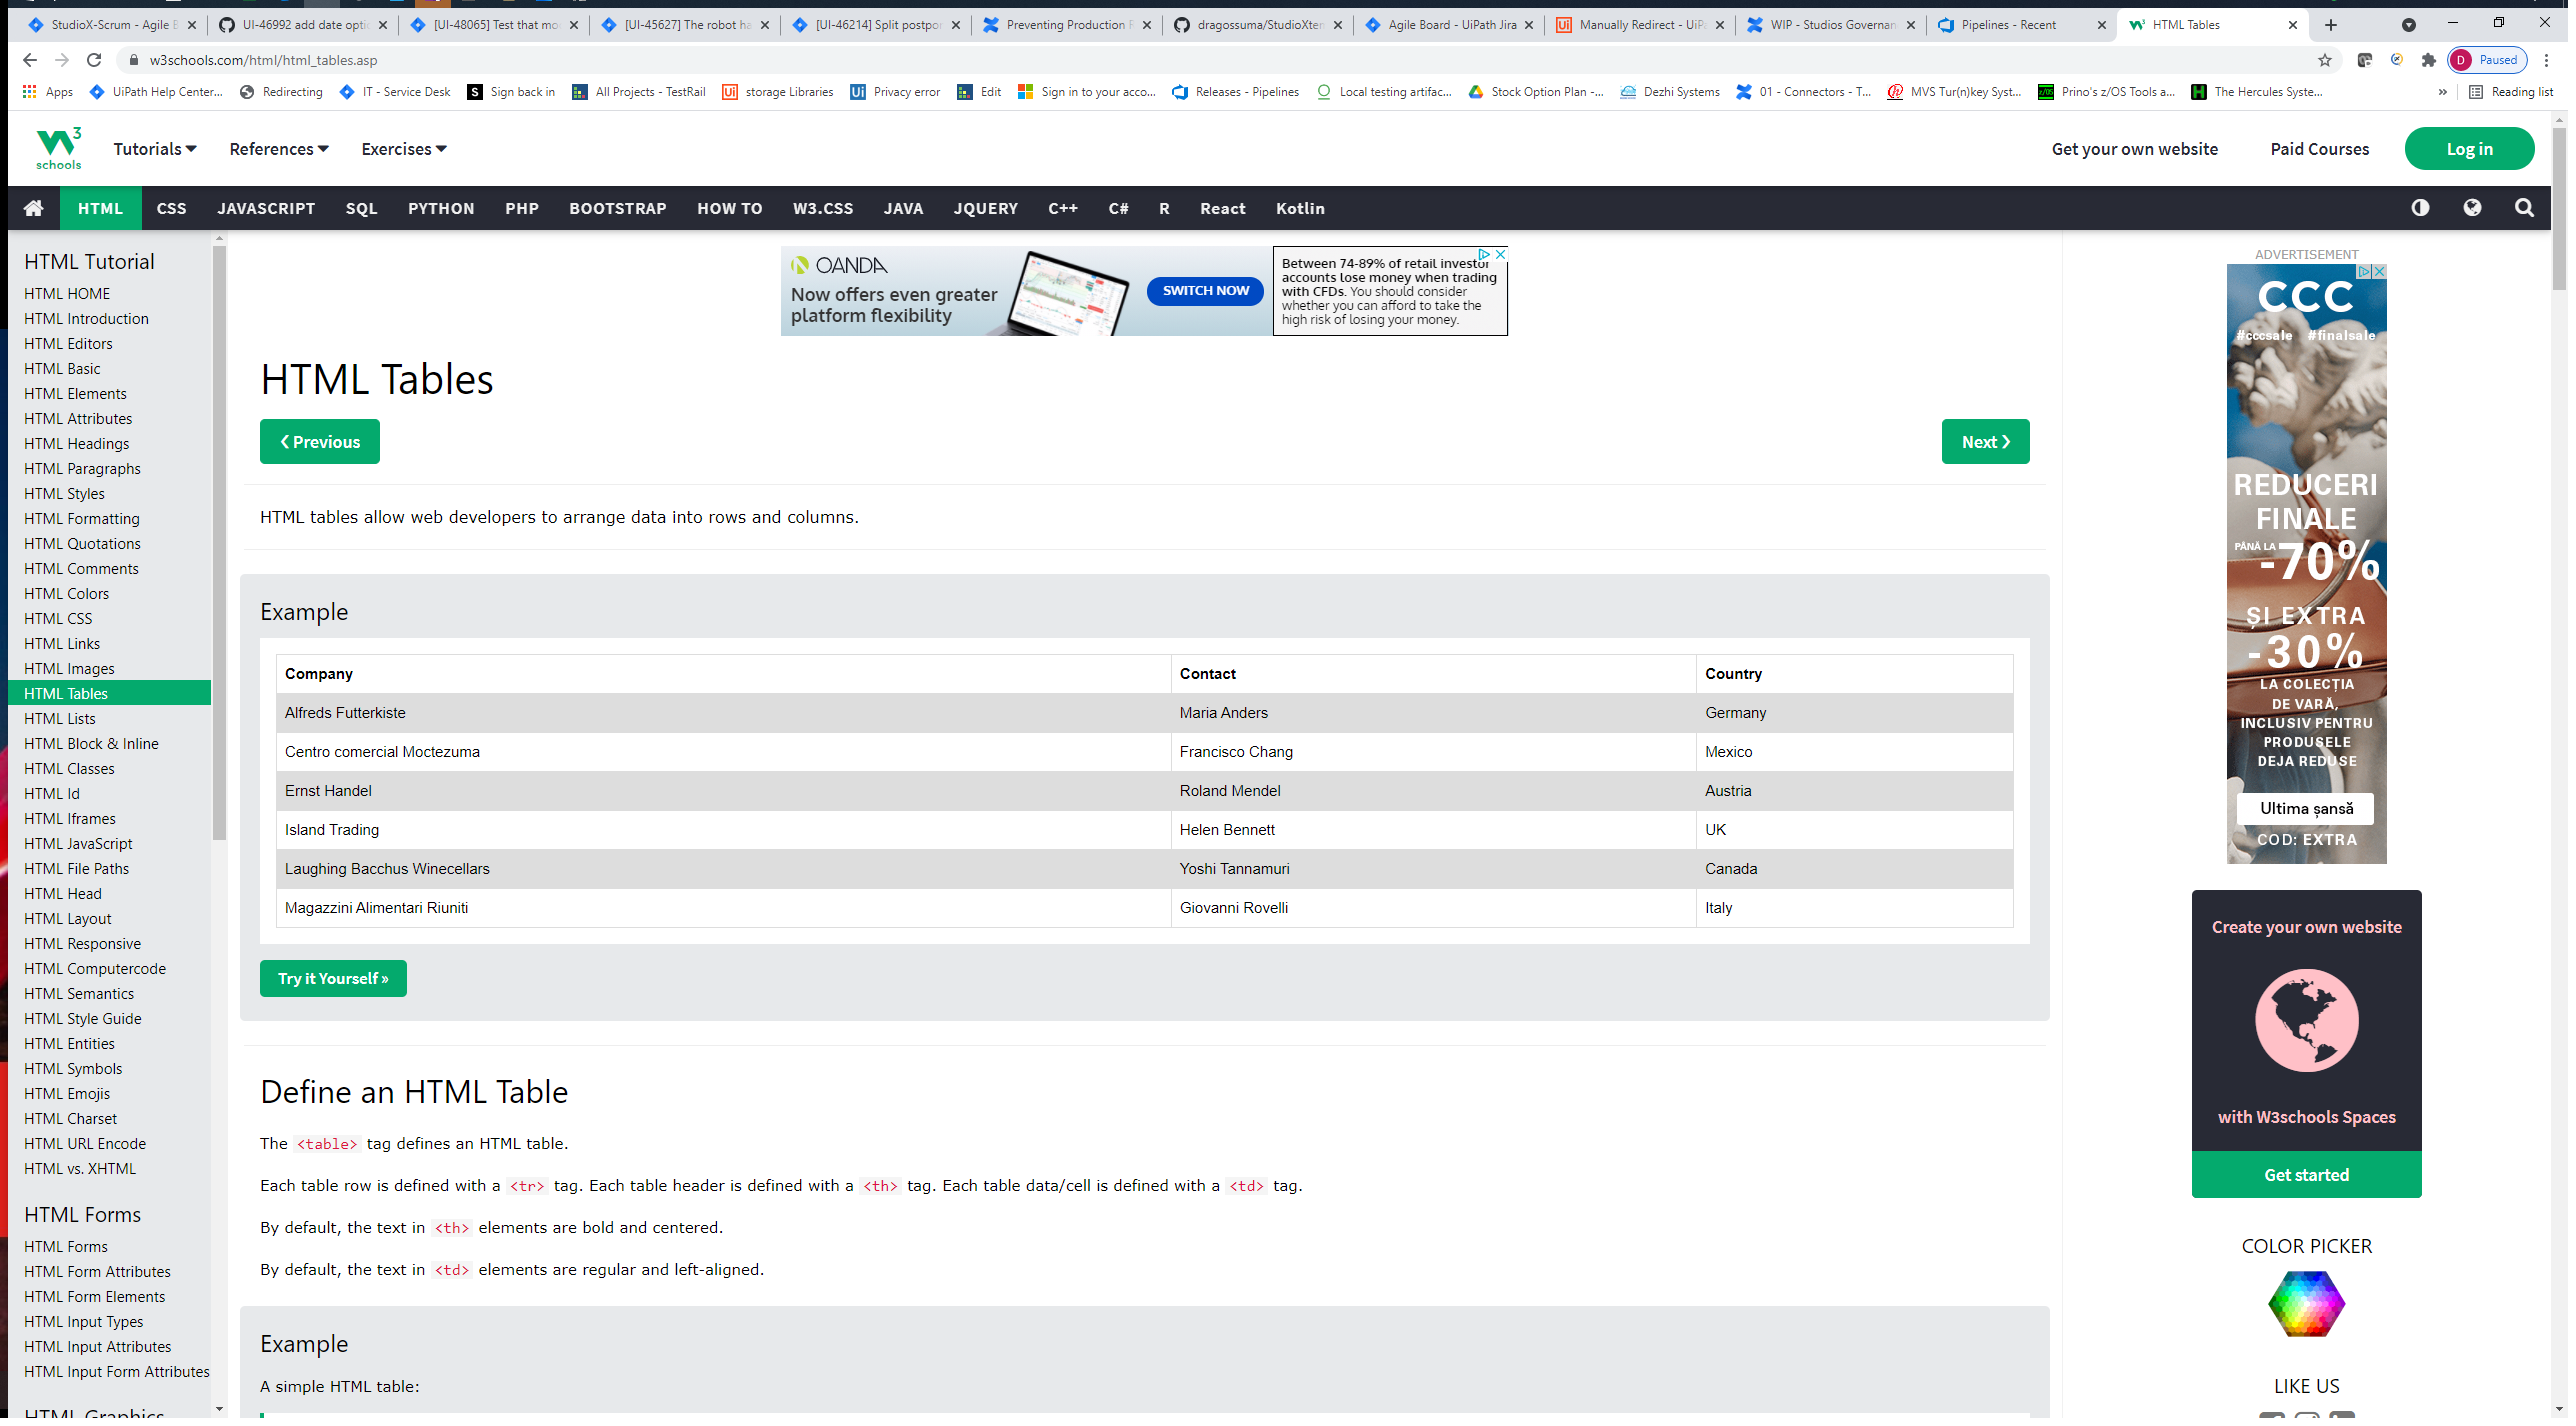 StudioX-Scrum - Agile B
UI-46992 add date optic
[UI-48065] Test that mo
[UI-45627] The robot ha
[UI-46214] Split postpo
Preventing Production F
dragossuma/StudioXtem
Agile Board - UiPath Jira
Manually Redirect - UiPa
WIP - Studios Governan
Pipelines - Recent
HTML Tables
w3schools.com/html/html_tables.asp
D Paused
Apps
UiPath Help Center...
Redirecting
IT - Service Desk
Sign back in
All Projects - TestRail
storage Libraries
Privacy error
Edit
Sign in to your acco...
Releases - Pipelines
Local testing artifac...
Stock Option Plan -...
Dezhi Systems
01 - Connectors - T...
MVS Tur(n)key Syst...
Prino's z/OS Tools a...
The Hercules Syste...
»
Reading list
W3 schools
Tutorials
References
Exercises
Get your own website
Paid Courses
Log in
HTML
CSS
JAVASCRIPT
SQL
PYTHON
PHP
BOOTSTRAP
HOW TO
W3.CSS
JAVA
JQUERY
C++
C#
R
React
Kotlin
HTML Tutorial
HTML HOME
HTML Introduction
HTML Editors
HTML Basic
HTML Elements
HTML Attributes
HTML Headings
HTML Paragraphs
HTML Styles
HTML Formatting
HTML Quotations
HTML Comments
HTML Colors
HTML CSS
HTML Links
HTML Images
HTML Tables
HTML Lists
HTML Block & Inline
HTML Classes
HTML Id
HTML Iframes
HTML JavaScript
HTML File Paths
HTML Head
HTML Layout
HTML Responsive
HTML Computercode
HTML Semantics
HTML Style Guide
HTML Entities
HTML Symbols
HTML Emojis
HTML Charset
HTML URL Encode
HTML vs. XHTML
HTML Forms
HTML Forms
HTML Form Attributes
HTML Form Elements
HTML Input Types
HTML Input Attributes
HTML Input Form Attributes
HTML Graphics
OANDA
Now offers even greater
platform flexibility
SWITCH NOW
Between 74-89% of retail investor
accounts lose money when trading
with CFDs. You should consider
whether you can afford to take the
high risk of losing your money.
HTML Tables
❮ Previous
Next ❯
HTML tables allow web developers to arrange data into rows and columns.
Example
Company Contact Country
Alfreds Futterkiste Maria Anders Germany
Centro comercial Moctezuma Francisco Chang Mexico
Ernst Handel Roland Mendel Austria
Island Trading Helen Bennett UK
Laughing Bacchus Winecellars Yoshi Tannamuri Canada
Magazzini Alimentari Riuniti Giovanni Rovelli Italy
Try it Yourself »
Define an HTML Table
The <table> tag defines an HTML table.
Each table row is defined with a <tr> tag. Each table header is defined with a <th> tag. Each table data/cell is defined with a <td> tag.
By default, the text in <th> elements are bold and centered.
By default, the text in <td> elements are regular and left-aligned.
Example
A simple HTML table:
ADVERTISEMENT
CCC
#cccsale #finalsale
REDUCERI
FINALE
PÂNĂ LA -70%
ȘI EXTRA
-30%
LA COLECȚIA
DE VARĂ,
INCLUSIV PENTRU
PRODUSELE
DEJA REDUSE
Ultima șansă
COD: EXTRA
Create your own website
with W3schools Spaces
Get started
COLOR PICKER
LIKE US